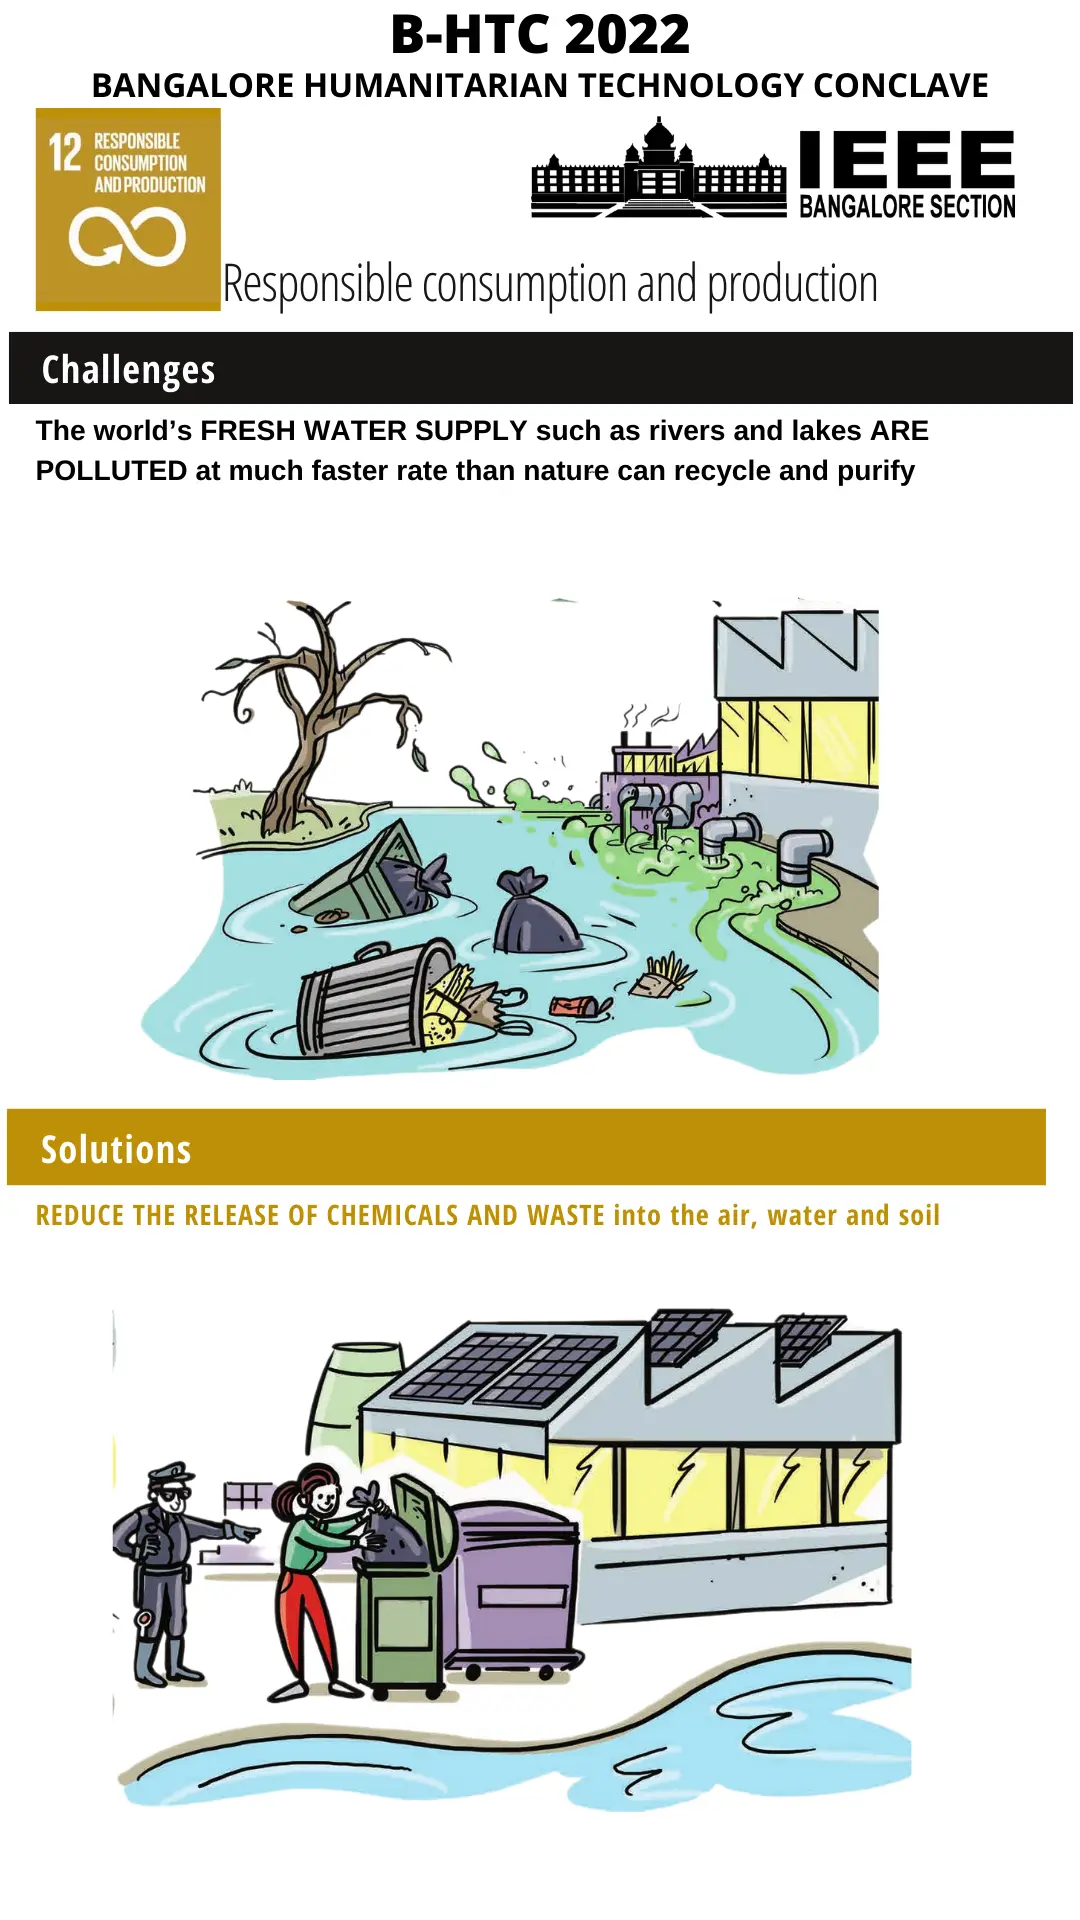 B-HTC 2022
BANGALORE HUMANITARIAN TECHNOLOGY CONCLAVE
12 RESPONSIBLE
CONSUMPTION
AND PRODUCTION
IEEE
BANGALORE SECTION
Responsible consumption and production
Challenges
The world’s FRESH WATER SUPPLY such as rivers and lakes ARE
POLLUTED at much faster rate than nature can recycle and purify
Solutions
REDUCE THE RELEASE OF CHEMICALS AND WASTE into the air, water and soil